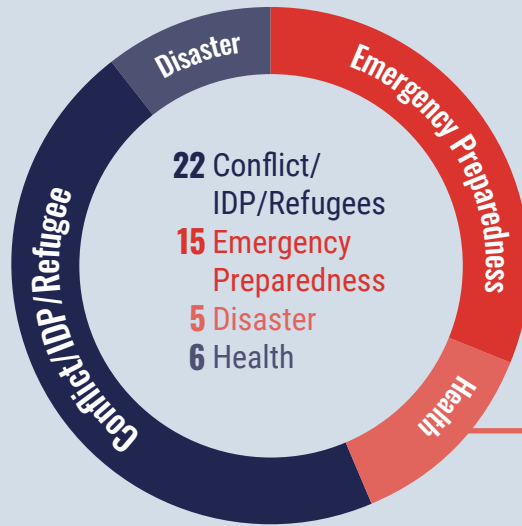 Disaster
Emergency Preparedness
Conflict/IDP/Refugee
Health
22 Conflict/
IDP/Refugees
15 Emergency
Preparedness
5 Disaster
6 Health